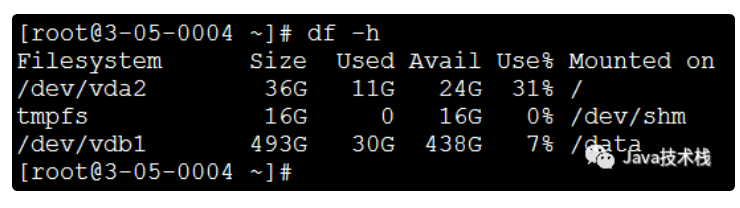 [root@3-05-0004 ~]# df -h
Filesystem      Size  Used Avail Use% Mounted on
/dev/vda2        36G   11G   24G  31% /
tmpfs            16G     0   16G   0% /dev/shm
/dev/vdb1       493G   30G  438G   7% /data
[root@3-05-0004 ~]#
Java技术栈